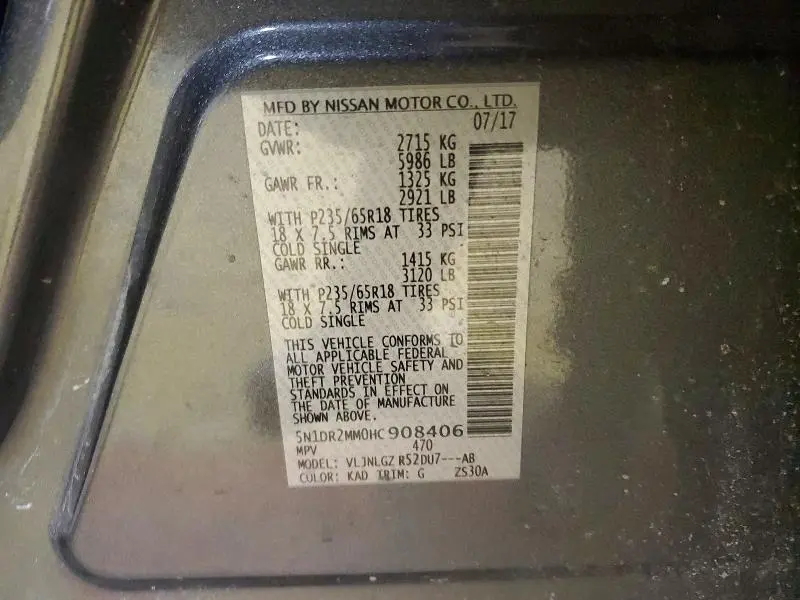 MFD BY NISSAN MOTOR CO., LTD.
DATE: 07/17
GVWR: 2715 KG
5986 LB
GAWR FR.: 1325 KG
2921 LB
WITH P235/65R18 TIRES
18 X 7.5 RIMS AT 33 PSI
COLD SINGLE
GAWR RR.: 1415 KG
3120 LB
WITH P235/65R18 TIRES
18 X 7.5 RIMS AT 33 PSI
COLD SINGLE
THIS VEHICLE CONFORMS TO
ALL APPLICABLE FEDERAL
MOTOR VEHICLE SAFETY AND
THEFT PREVENTION
STANDARDS IN EFFECT ON
THE DATE OF MANUFACTURE
SHOWN ABOVE.
5N1DR2MM0HC908406
MPV 470
MODEL: VLJNLGZ R52DU7---AB
COLOR: KAD TRIM: G ZS30A